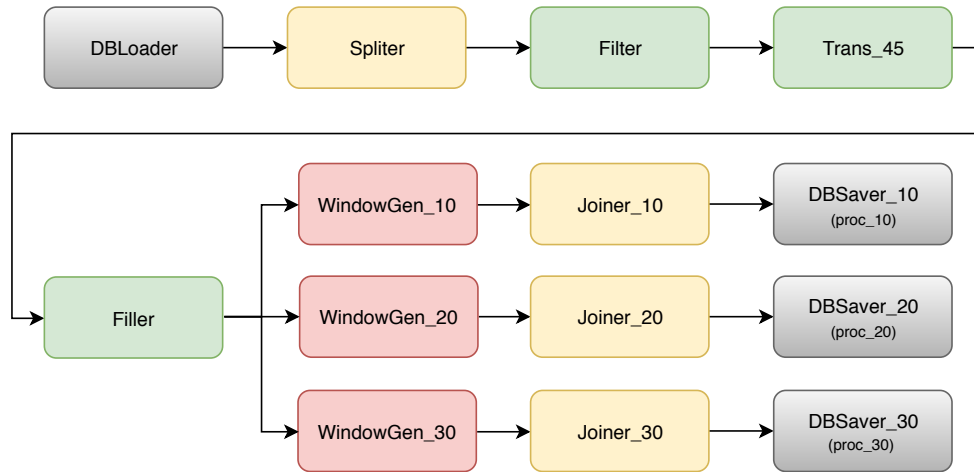 DBLoader
Spliter
Filter
Trans_45
WindowGen_10
Joiner_10
DBSaver_10
(proc_10)
Filler
WindowGen_20
Joiner_20
DBSaver_20
(proc_20)
WindowGen_30
Joiner_30
DBSaver_30
(proc_30)